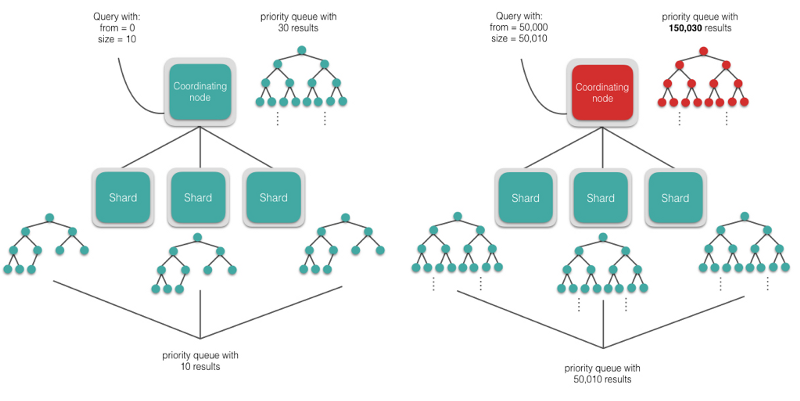 Query with:
from = 0
size = 10
priority queue with
30 results
Coordinating
node
Shard
Shard
Shard
priority queue with
10 results
Query with:
from = 50,000
size = 50,010
priority queue with
150,030 results
Coordinating
node
Shard
Shard
Shard
priority queue with
50,010 results